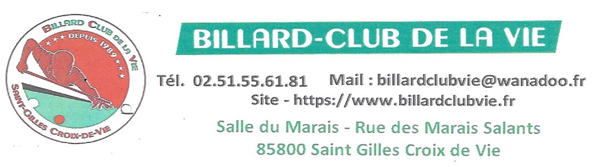 BILLARD CLUB DE LA VIE
DEPUIS 1989
SAINT-GILLES CROIX-DE-VIE
BILLARD-CLUB DE LA VIE
Tél. 02.51.55.61.81 Mail : billardclubvie@wanadoo.fr
Site - https://www.billardclubvie.fr
Salle du Marais - Rue des Marais Salants
85800 Saint Gilles Croix de Vie